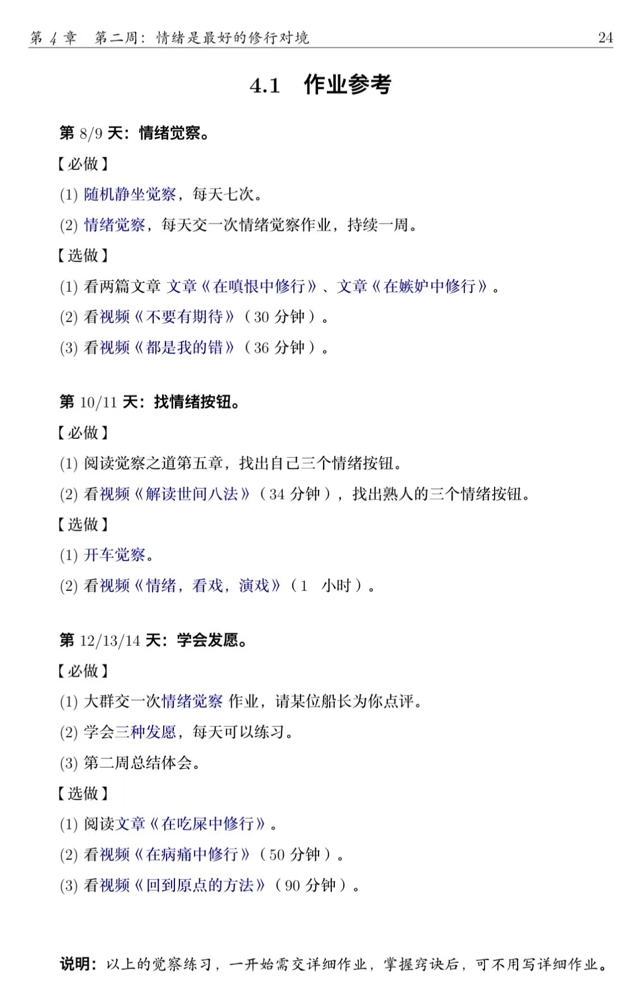 第 4 章　第二周：情绪是最好的修行对境　24
4.1　作业参考
第 8/9 天：情绪觉察。
【必做】
(1) 随机静坐觉察，每天七次。
(2) 情绪觉察，每天交一次情绪觉察作业，持续一周。
【选做】
(1) 看两篇文章 文章《在嗔恨中修行》、文章《在嫉妒中修行》。
(2) 看视频《不要有期待》（30 分钟）。
(3) 看视频《都是我的错》（36 分钟）。
第 10/11 天：找情绪按钮。
【必做】
(1) 阅读觉察之道第五章，找出自己三个情绪按钮。
(2) 看视频《解读世间八法》（34 分钟），找出熟人的三个情绪按钮。
【选做】
(1) 开车觉察。
(2) 看视频《情绪，看戏，演戏》（1 小时）。
第 12/13/14 天：学会发愿。
【必做】
(1) 大群交一次情绪觉察 作业，请某位船长为你点评。
(2) 学会三种发愿，每天可以练习。
(3) 第二周总结体会。
【选做】
(1) 阅读文章《在吃屎中修行》。
(2) 看视频《在病痛中修行》（50 分钟）。
(3) 看视频《回到原点的方法》（90 分钟）。
说明：以上的觉察练习，一开始需交详细作业，掌握窍诀后，可不用写详细作业。